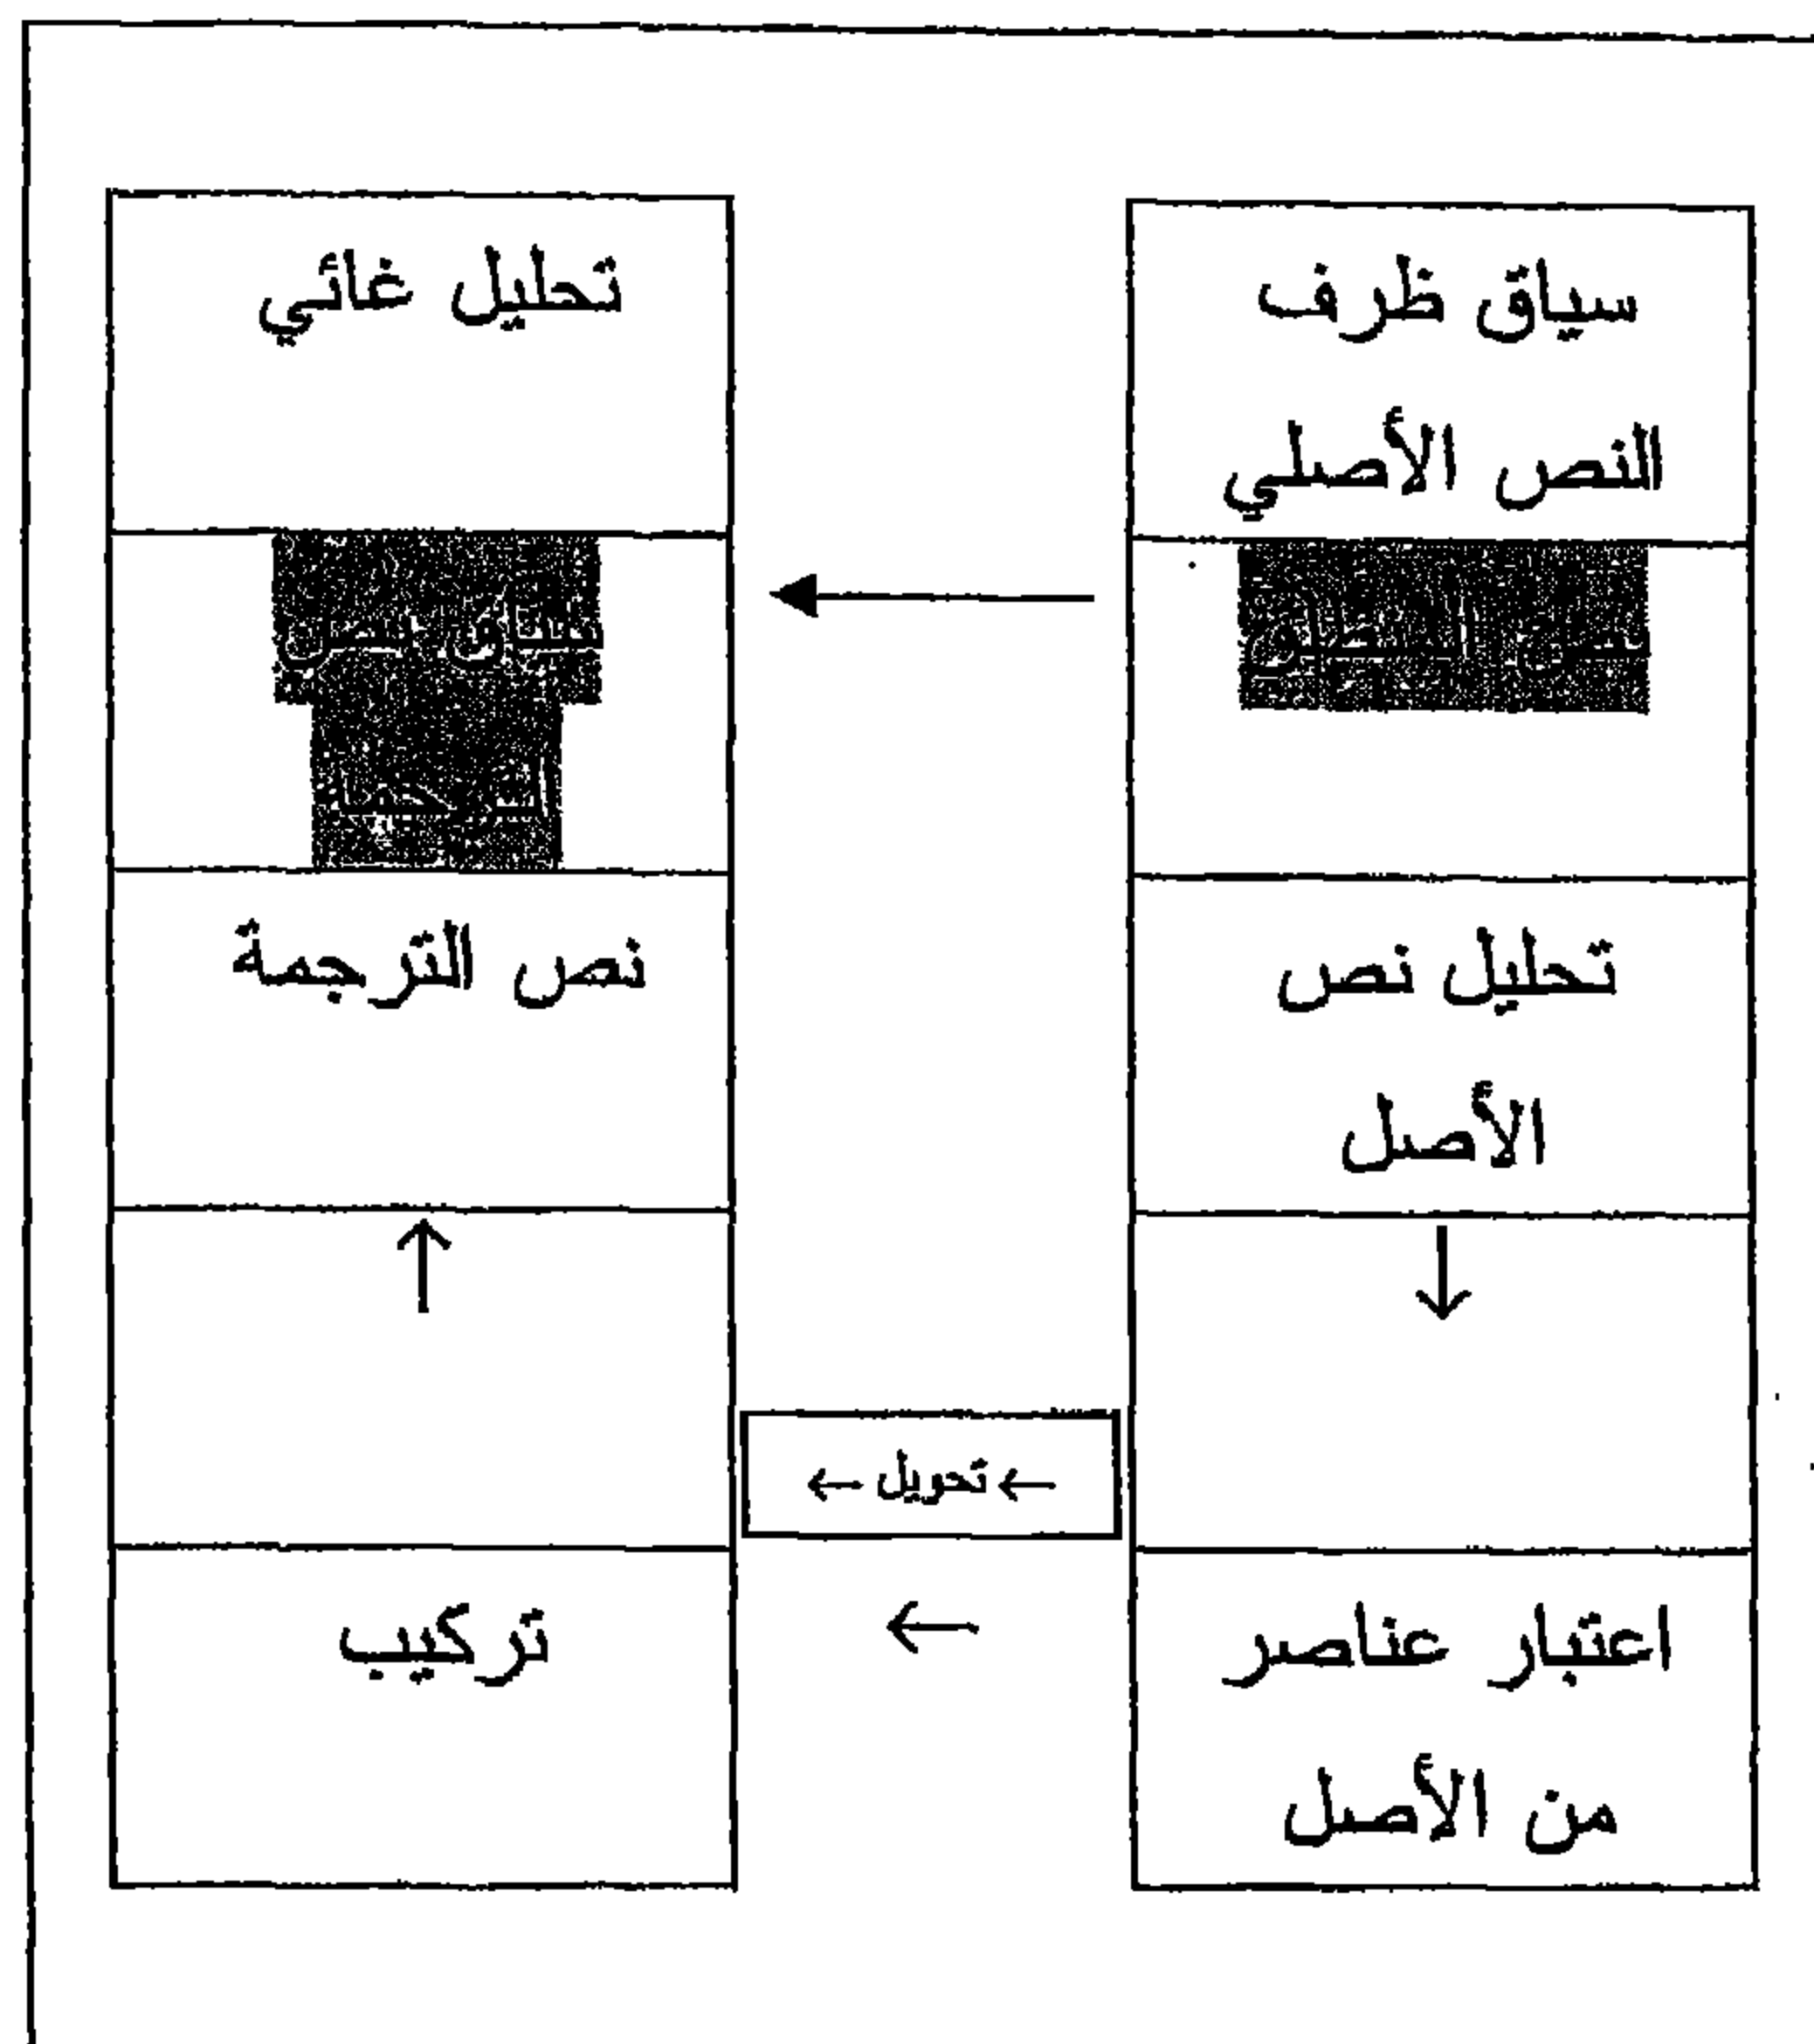 سياق ظرف
النص الأصلي
تحليل نص
الأصل
اعتبار عناصر
من الأصل
← تحويل ←
تحليل غائي
نص الترجمة
تركيب